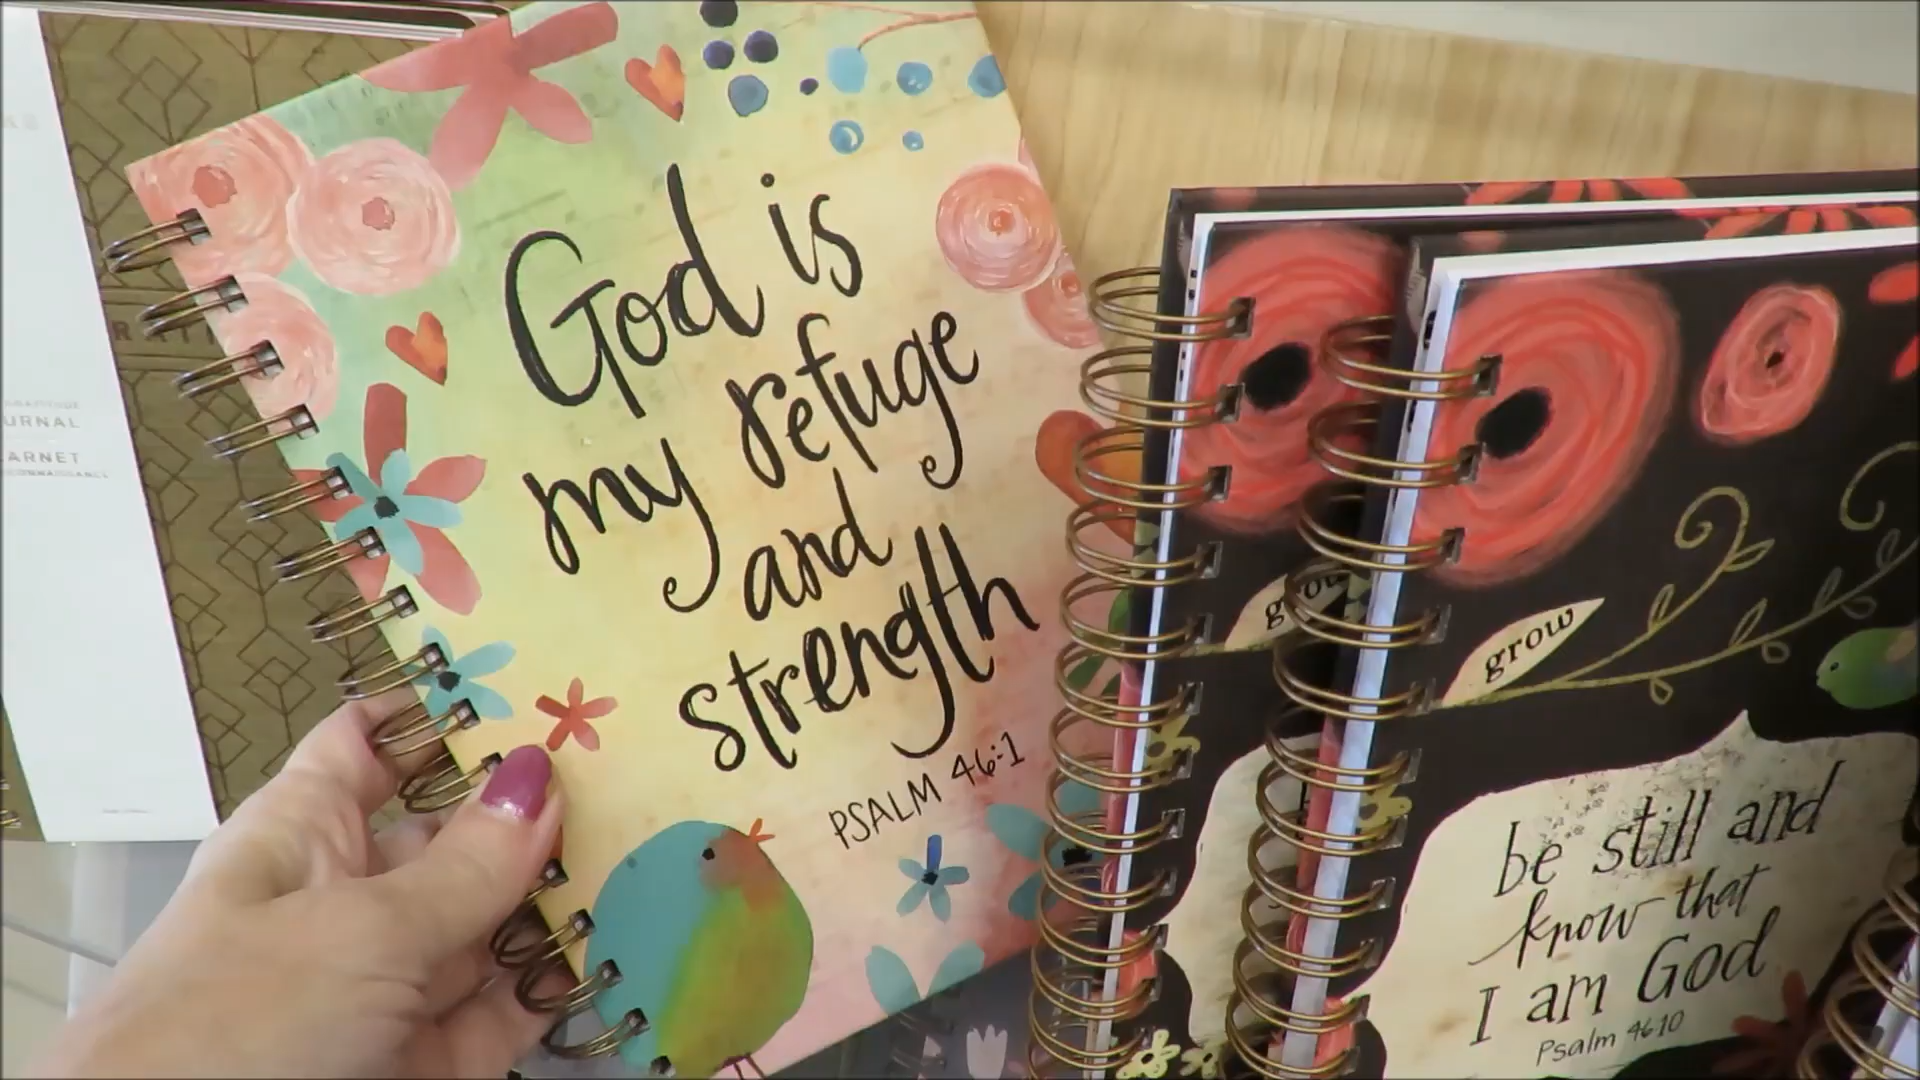 God is
my refuge
and
strength
PSALM 46:1
grow
grow
be still and
know that
I am God
Psalm 46:10
URNAL
ARNET